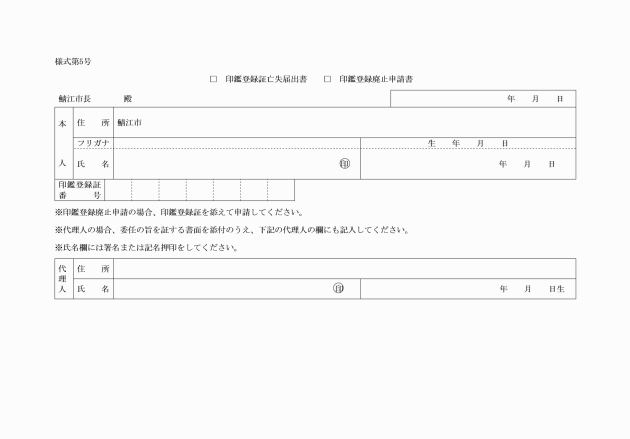 様式第5号
□ 印鑑登録証亡失届出書 □ 印鑑登録廃止申請書
鯖江市長 殿
年 月 日
本人
住 所 鯖江市
フリガナ 生 年 月 日
氏 名 ㊞ 年 月 日
印鑑登録証
番 号
※印鑑登録廃止申請の場合、印鑑登録証を添えて申請してください。
※代理人の場合、委任の旨を証する書面を添付のうえ、下記の代理人の欄にも記入してください。
※氏名欄には署名または記名押印をしてください。
代理人
住 所
氏 名 ㊞ 年 月 日生